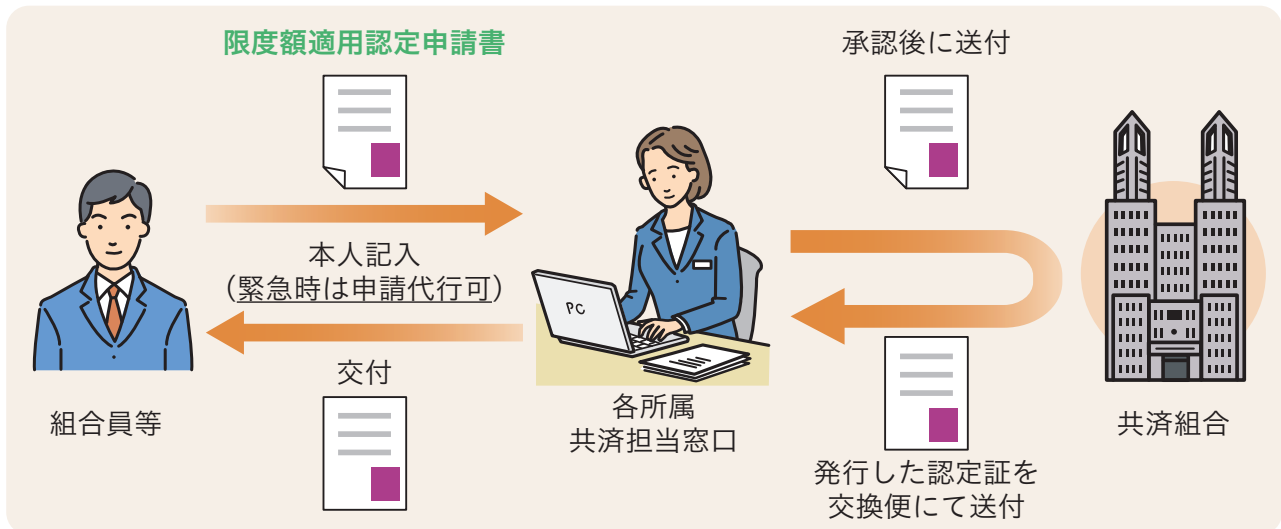 限度額適用認定申請書
承認後に送付
本人記入
（緊急時は申請代行可）
PC
交付
組合員等
各所属
共済担当窓口
共済組合
発行した認定証を
交換便にて送付